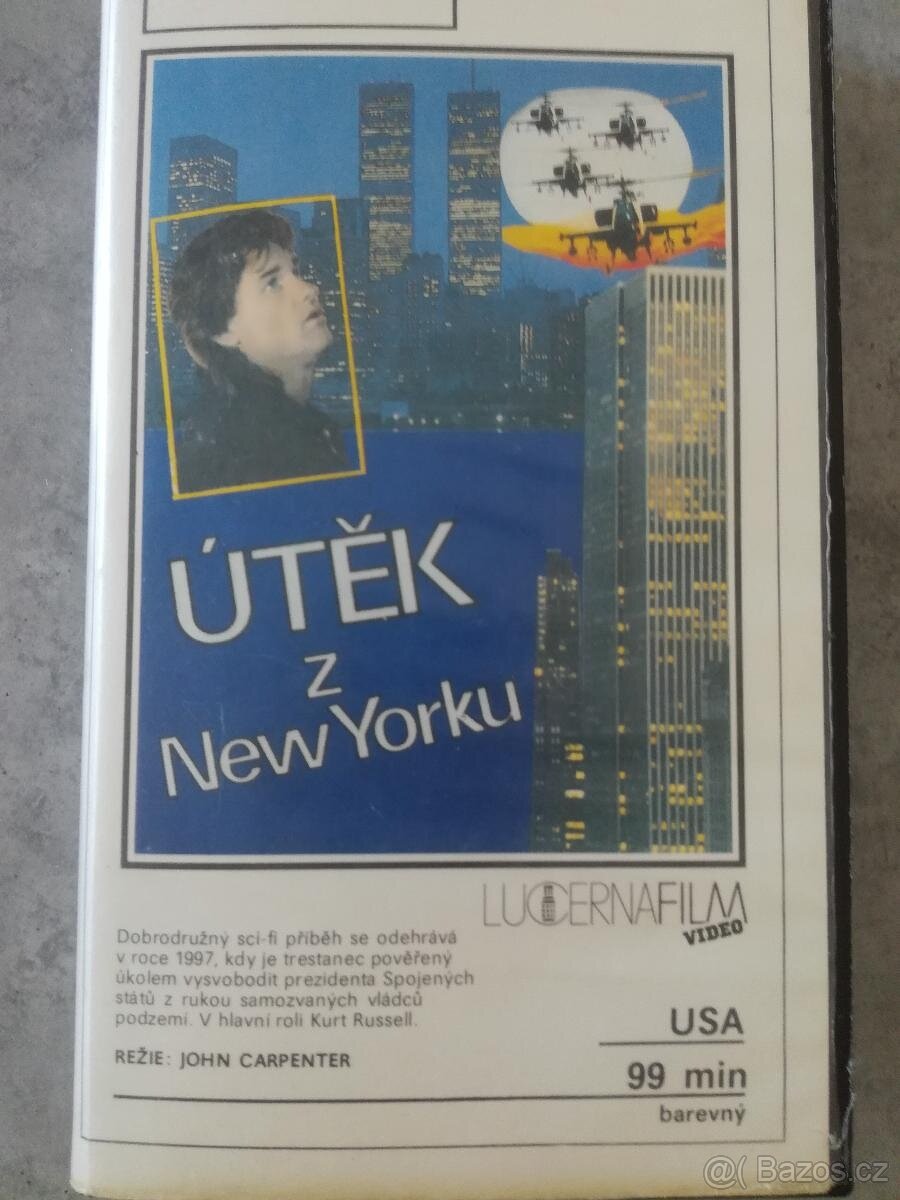 ÚTĚK
z
New Yorku
LUCERNAFILM
VIDEO
Dobrodružný sci-fi příběh se odehrává
v roce 1997, kdy je trestanec pověřený
úkolem vysvobodit prezidenta Spojených
států z rukou samozvaných vládců
podzemí. V hlavní roli Kurt Russell.
REŽIE: JOHN CARPENTER
USA
99 min
barevný
@( Bazos.cz